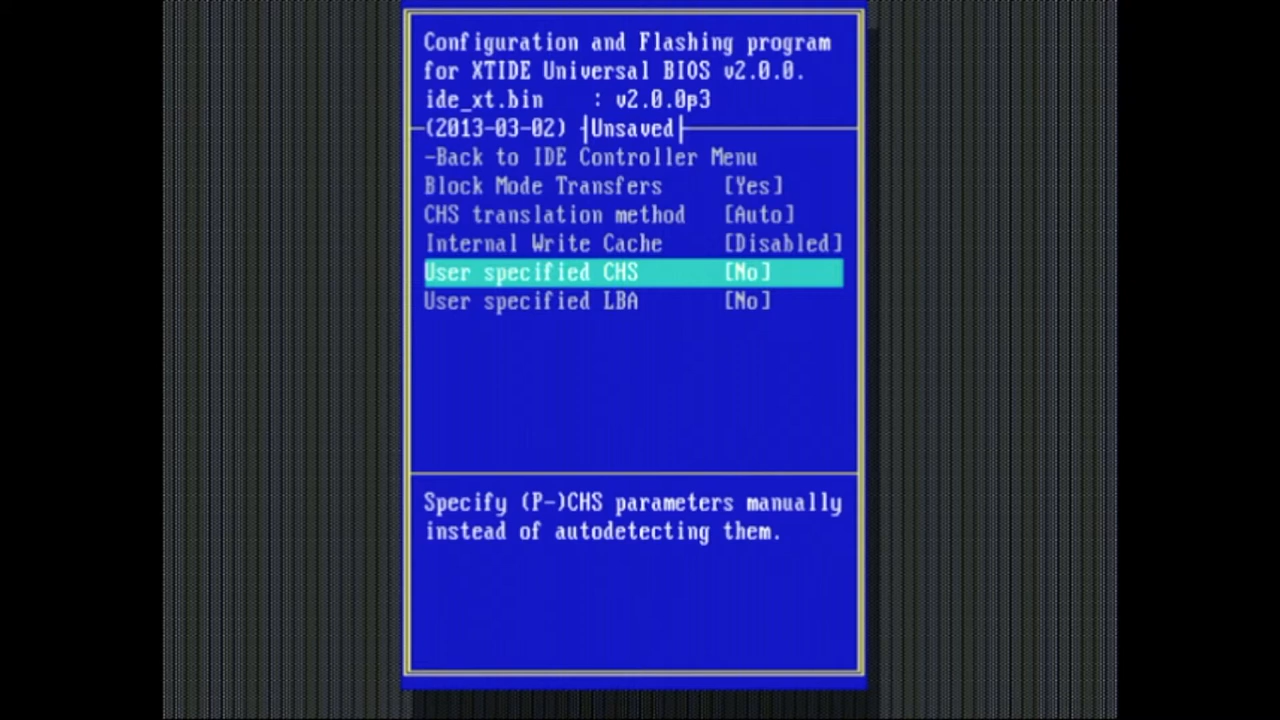 Configuration and Flashing program
for XTIDE Universal BIOS v2.0.0.
ide_xt.bin : v2.0.0β3
(2013-03-02) Unsaved
-Back to IDE Controller Menu
Block Mode Transfers [Yes]
CHS translation method [Auto]
Internal Write Cache [Disabled]
User specified CHS [No]
User specified LBA [No]
Specify (P-)CHS parameters manually
instead of autodetecting them.